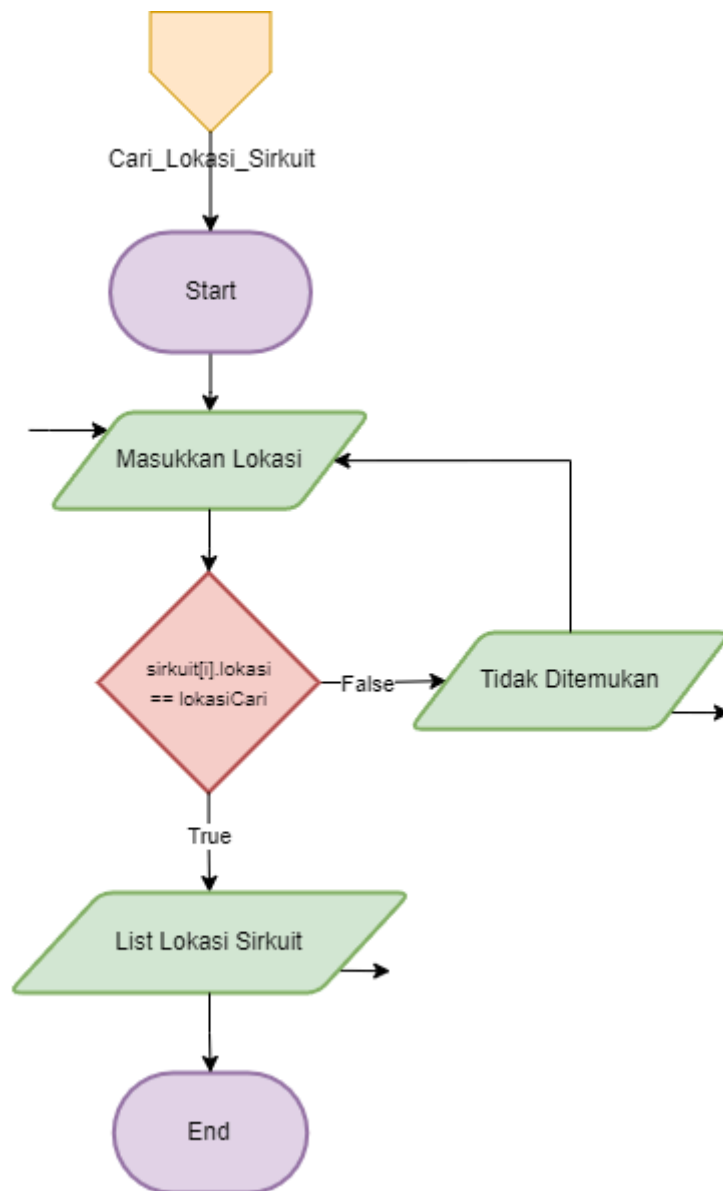 Cari_Lokasi_Sirkuit
Start
Masukkan Lokasi
sirkuit[i].lokasi
== lokasiCari
False
Tidak Ditemukan
True
List Lokasi Sirkuit
End